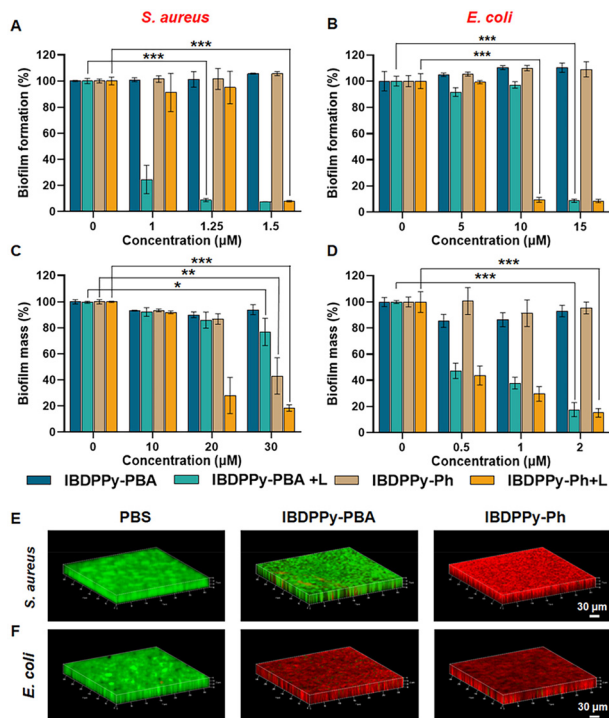 S. aureus
E. coli
A
Biofilm formation (%)
120
100
80
60
40
20
0
***
***
0 1 1.25 1.5
Concentration (µM)
B
Biofilm formation (%)
120
100
80
60
40
20
0
***
***
0 5 10 15
Concentration (µM)
C
Biofilm mass (%)
120
100
80
60
40
20
0
***
**
*
0 10 20 30
Concentration (µM)
D
Biofilm mass (%)
120
100
80
60
40
20
0
***
***
0 0.5 1 2
Concentration (µM)
IBDPPy-PBA IBDPPy-PBA +L IBDPPy-Ph IBDPPy-Ph+L
E
PBS IBDPPy-PBA IBDPPy-Ph
S. aureus
30 µm
F
E. coli
30 µm